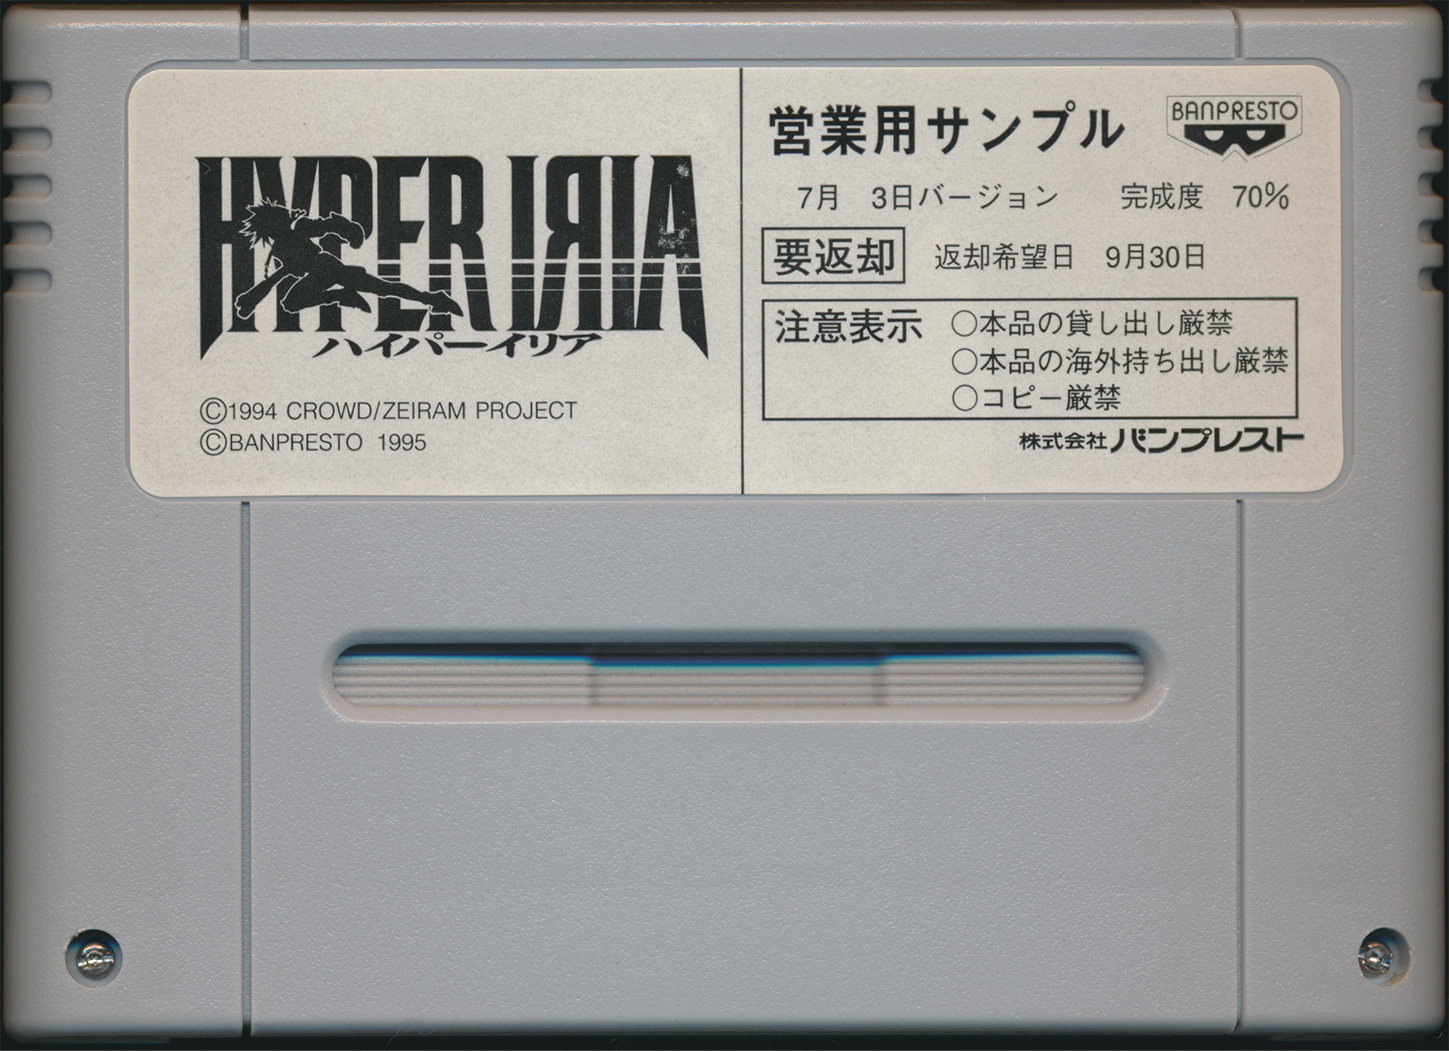 HYPER IRIA
ハイパーイリア
©1994 CROWD/ZEIRAM PROJECT
©BANPRESTO 1995
営業用サンプル
BANPRESTO
7月 3日バージョン 完成度 70%
要返却 返却希望日 9月30日
注意表示 ○本品の貸し出し厳禁
○本品の海外持ち出し厳禁
○コピー厳禁
株式会社バンプレスト